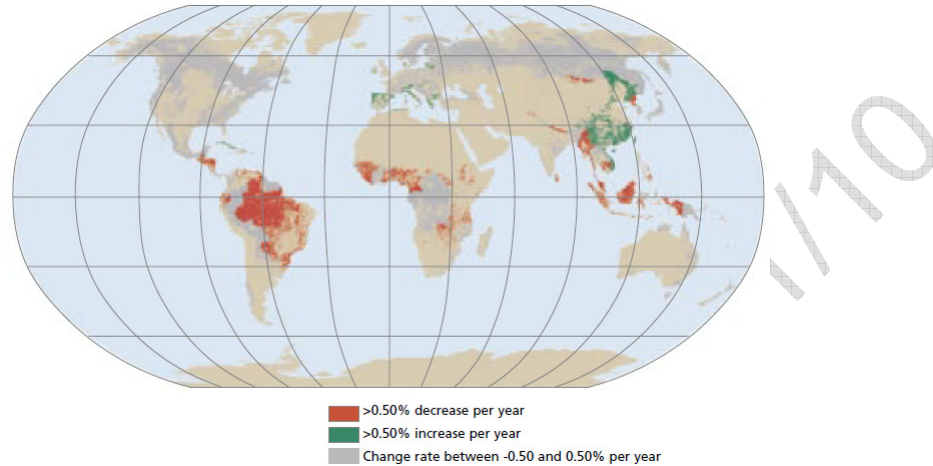 >0.50% decrease per year
>0.50% increase per year
Change rate between -0.50 and 0.50% per year
/10